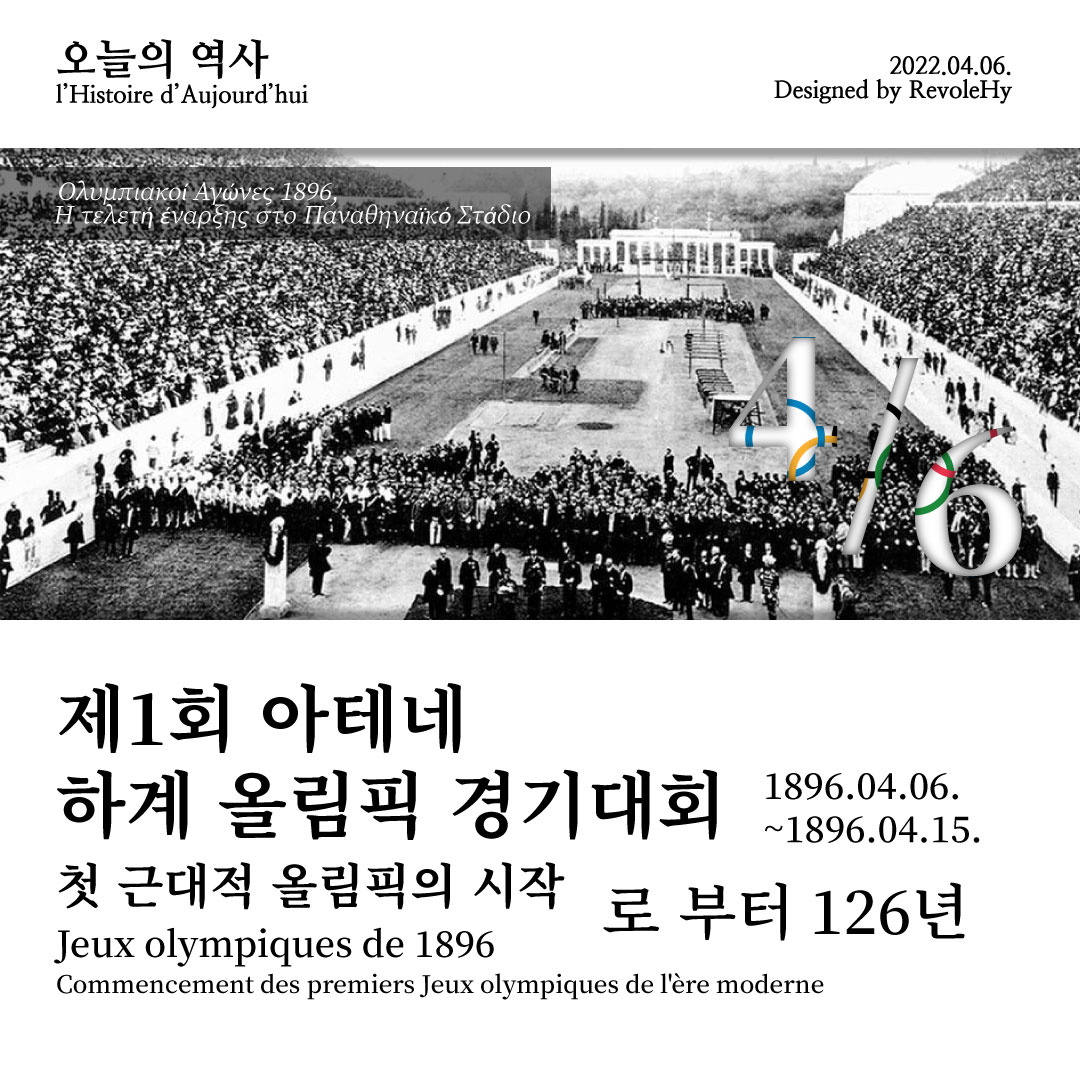 오늘의 역사
l’Histoire d’Aujourd’hui
2022.04.06.
Designed by RevoleHy
Ολυμπιακοί Αγώνες 1896,
Η τελετή έναρξης στο Παναθηναϊκό Στάδιο
4/6
제1회 아테네
하계 올림픽 경기대회
1896.04.06.
~1896.04.15.
첫 근대적 올림픽의 시작
로 부터 126년
Jeux olympiques de 1896
Commencement des premiers Jeux olympiques de l'ère moderne